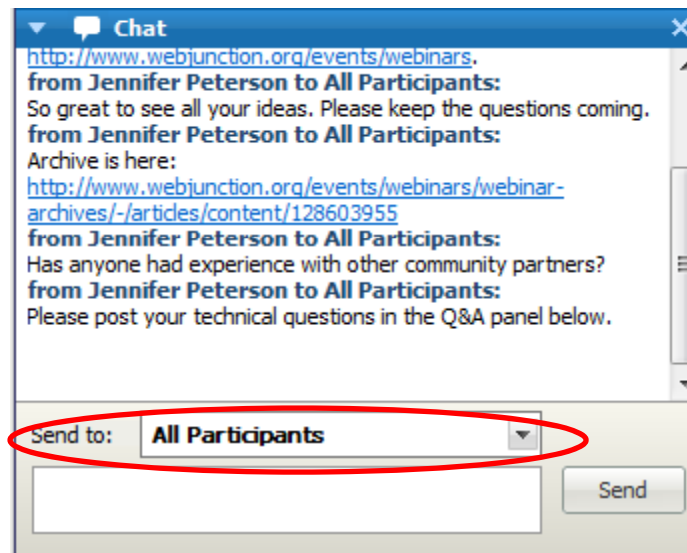 Chat
http://www.webjunction.org/events/webinars.
from Jennifer Peterson to All Participants:
So great to see all your ideas. Please keep the questions coming.
from Jennifer Peterson to All Participants:
Archive is here:
http://www.webjunction.org/events/webinars/webinar-
archives/-/articles/content/128603955
from Jennifer Peterson to All Participants:
Has anyone had experience with other community partners?
from Jennifer Peterson to All Participants:
Please post your technical questions in the Q&A panel below.
Send to: All Participants
Send